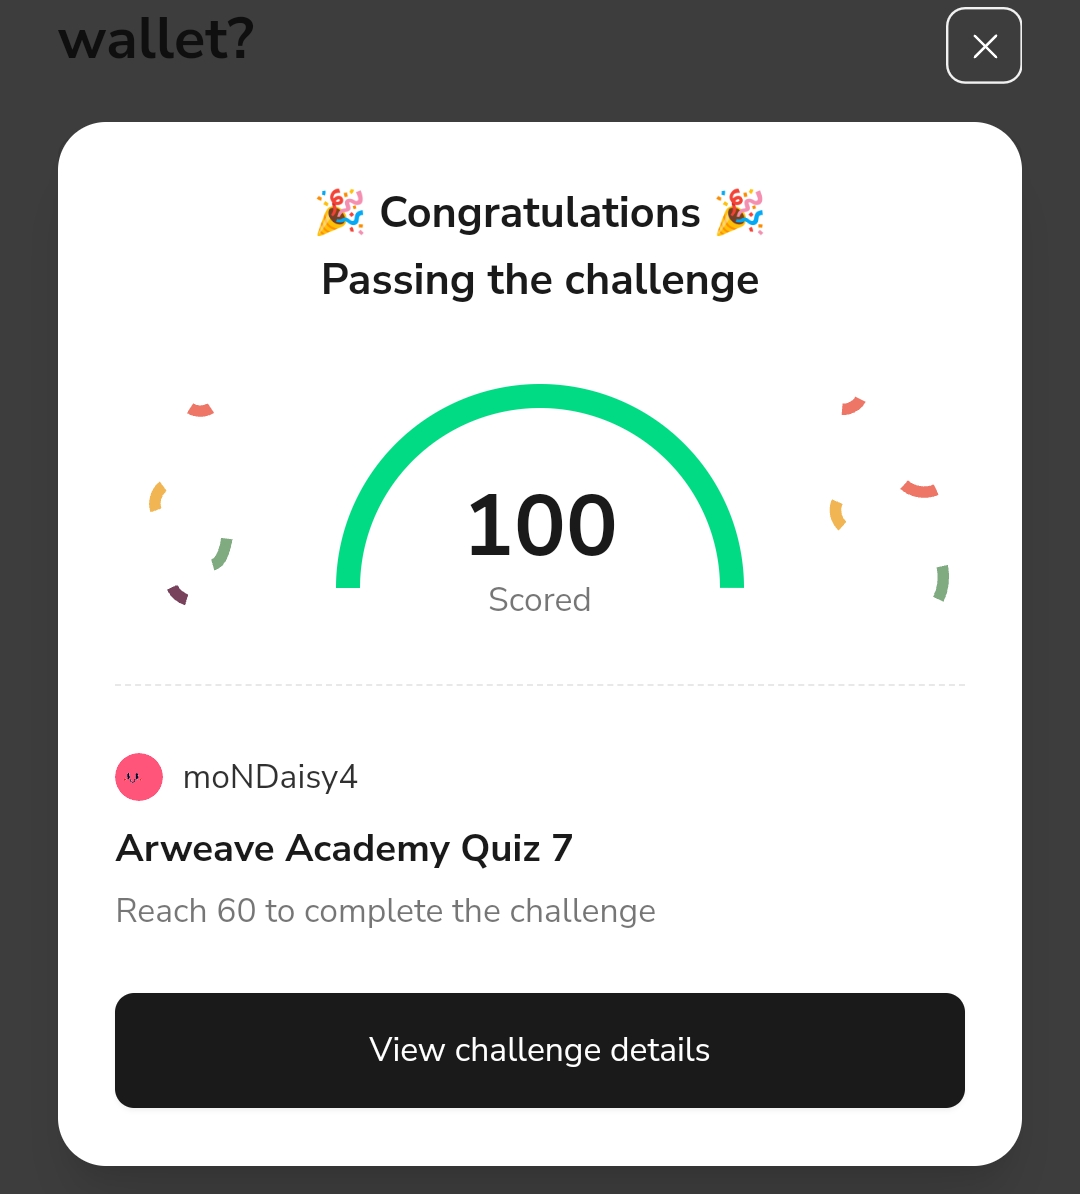 wallet?
🎉 Congratulations 🎉
Passing the challenge
100
Scored
moNDaisy4
Arweave Academy Quiz 7
Reach 60 to complete the challenge
View challenge details